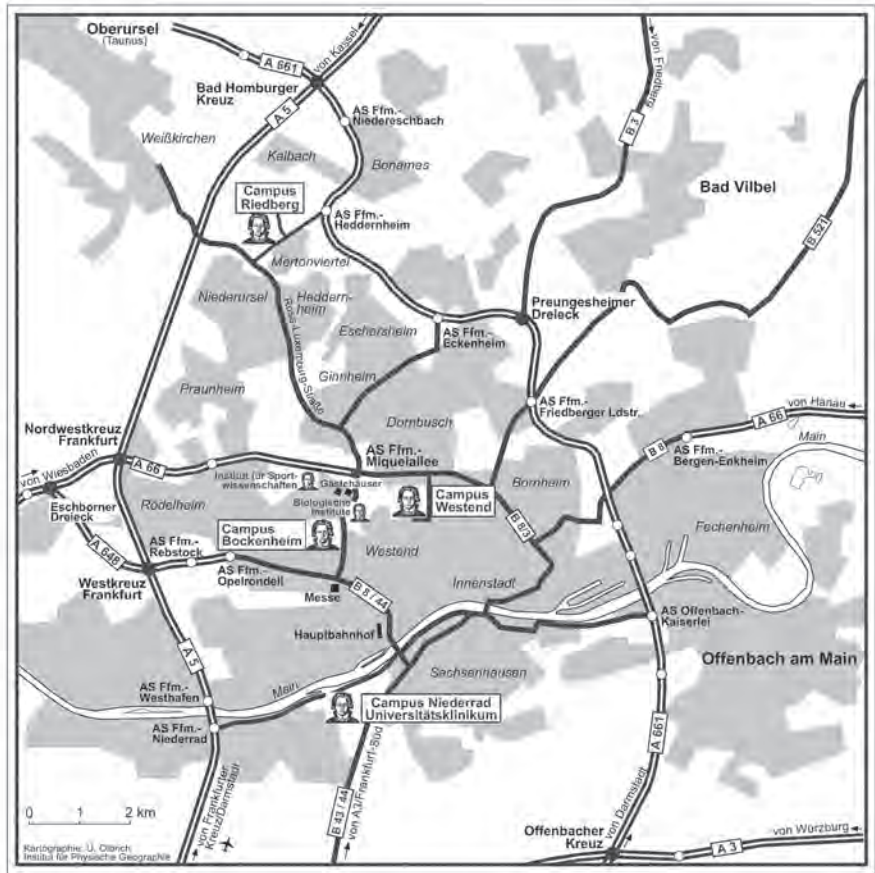 Oberursel
(Taunus)
A 661
von Kassel
Bad Homburger
Kreuz
von Friedberg
A 5
AS Ffm.-
Niedereschbach
B 3
Weißkirchen
Kalbach
Bonames
Bad Vilbel
Campus
Riedberg
AS Ffm.-
Heddernheim
B 521
Mertonviertel
Niederursel
Heddern-
heim
Rosa-Luxemburg-Straße
Eschersheim
Preungesheimer
Dreieck
AS Ffm.-
Eckenheim
Ginnheim
Praunheim
Dornbusch
AS Ffm.-
Friedberger Ldstr.
von Hanau
A 66
Nordwestkreuz
Frankfurt
von Wiesbaden
A 66
AS Ffm.-
Miquelallee
B 8
AS Ffm.-
Bergen-Enkheim
Main
Institut für Sport-
wissenschaften
Gästehäuser
Biologische
Institute
Campus
Westend
Bornheim
Eschborner
Dreieck
Rödelheim
Campus
Bockenheim
B 8/3
Fechenheim
A 648
AS Ffm.-
Rebstock
Westend
Westkreuz
Frankfurt
AS Ffm.-
Opelrondell
Innenstadt
Messe
B 8 / 44
Hauptbahnhof
AS Offenbach-
Kaiserlei
A 5
Sachsenhausen
Offenbach am Main
Main
AS Ffm.-
Westhafen
Campus Niederrad
Universitätsklinikum
AS Ffm.-
Niederrad
A 661
0 1 2 km
von Frankfurter
Kreuz/Darmstadt
B 43 / 44
von A3/Frankfurt-Süd
von Darmstadt
Offenbacher
Kreuz
von Würzburg
A 3
Kartographie: U. Olbrich
Institut für Physische Geographie